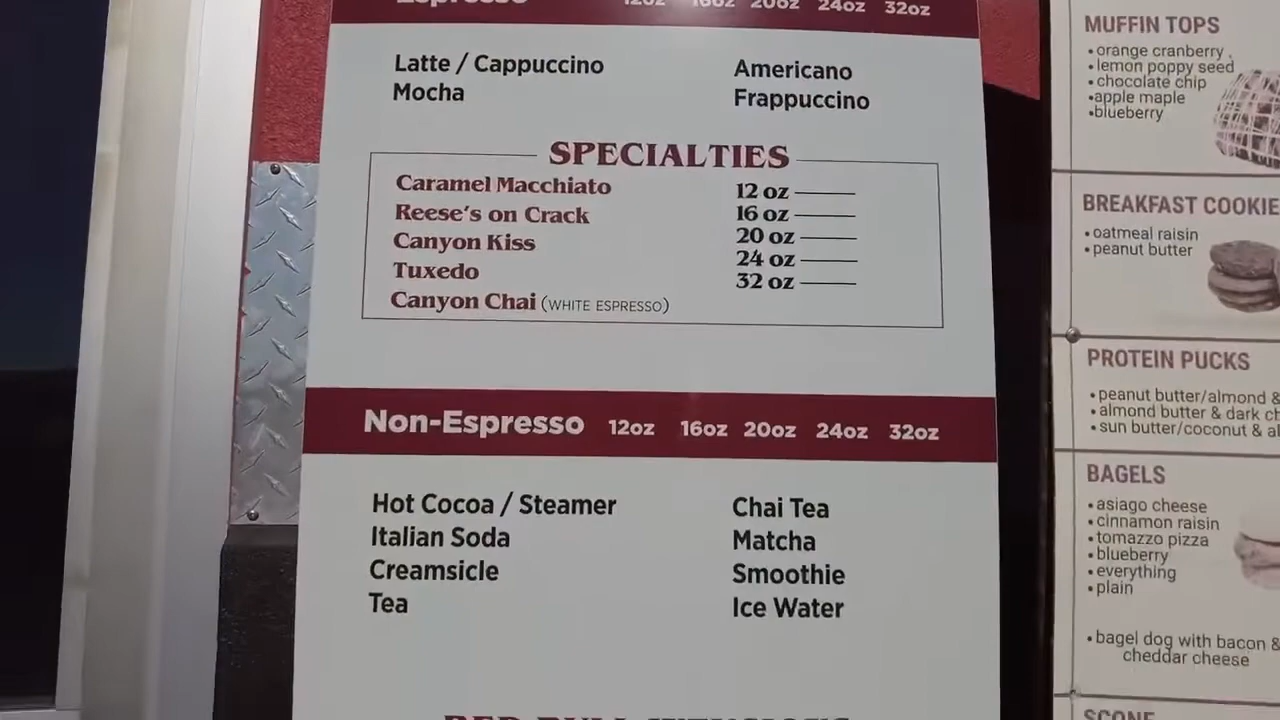 Espresso 12oz 16oz 20oz 24oz 32oz
Latte / Cappuccino
Mocha
Americano
Frappuccino
SPECIALTIES
Caramel Macchiato
Reese's on Crack
Canyon Kiss
Tuxedo
Canyon Chai (WHITE ESPRESSO)
12 oz
16 oz
20 oz
24 oz
32 oz
Non-Espresso 12oz 16oz 20oz 24oz 32oz
Hot Cocoa / Steamer
Italian Soda
Creamsicle
Tea
Chai Tea
Matcha
Smoothie
Ice Water
MUFFIN TOPS
• orange cranberry
• lemon poppy seed
• chocolate chip
•apple maple
•blueberry
BREAKFAST COOKIE
• oatmeal raisin
• peanut butter
PROTEIN PUCKS
• peanut butter/almond &
• almond butter & dark
• sun butter/coconut &
BAGELS
• asiago cheese
• cinnamon raisin
• tomazzo pizza
• blueberry
• everything
• plain
• bagel dog with bacon &
cheddar cheese
SCONE